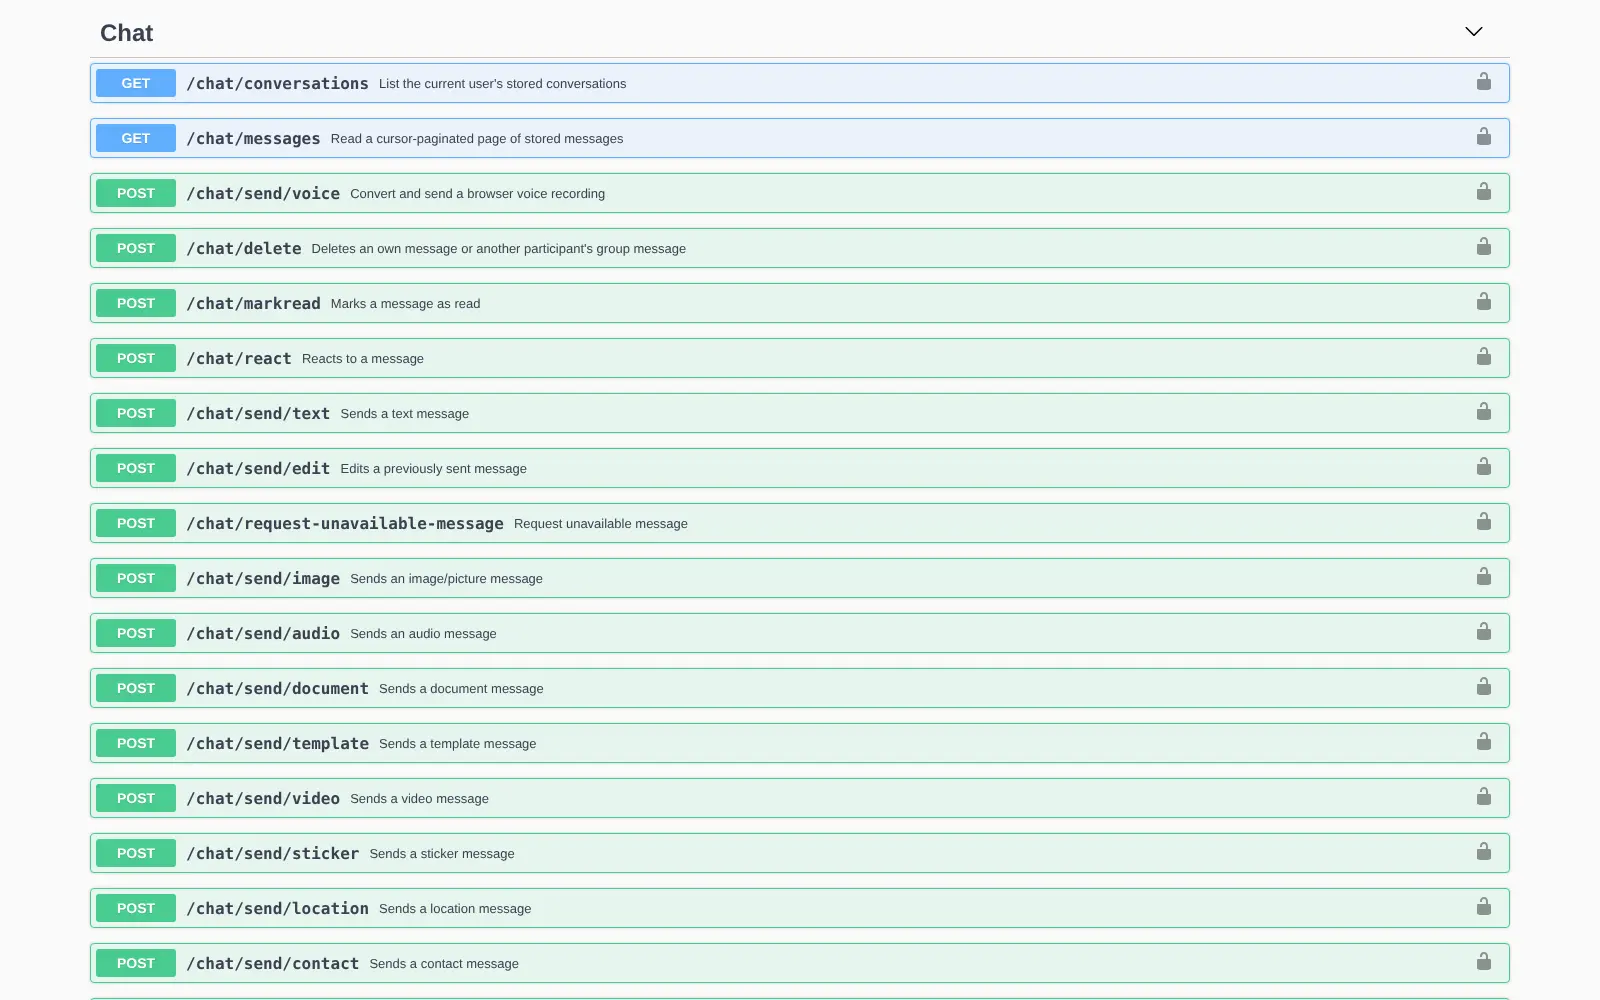 Chat
GET /chat/conversations List the current user's stored conversations
GET /chat/messages Read a cursor-paginated page of stored messages
POST /chat/send/voice Convert and send a browser voice recording
POST /chat/delete Deletes an own message or another participant's group message
POST /chat/markread Marks a message as read
POST /chat/react Reacts to a message
POST /chat/send/text Sends a text message
POST /chat/send/edit Edits a previously sent message
POST /chat/request-unavailable-message Request unavailable message
POST /chat/send/image Sends an image/picture message
POST /chat/send/audio Sends an audio message
POST /chat/send/document Sends a document message
POST /chat/send/template Sends a template message
POST /chat/send/video Sends a video message
POST /chat/send/sticker Sends a sticker message
POST /chat/send/location Sends a location message
POST /chat/send/contact Sends a contact message